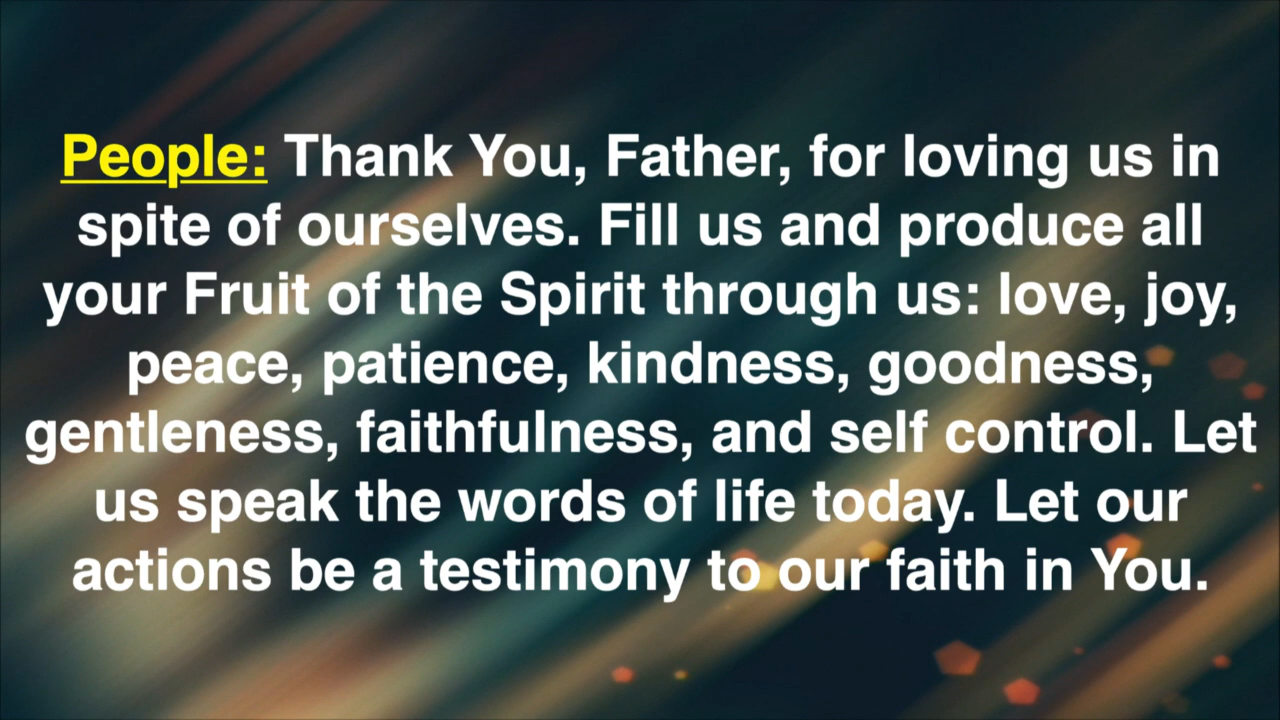 People: Thank You, Father, for loving us in
spite of ourselves. Fill us and produce all
your Fruit of the Spirit through us: love, joy,
peace, patience, kindness, goodness,
gentleness, faithfulness, and self control. Let
us speak the words of life today. Let our
actions be a testimony to our faith in You.